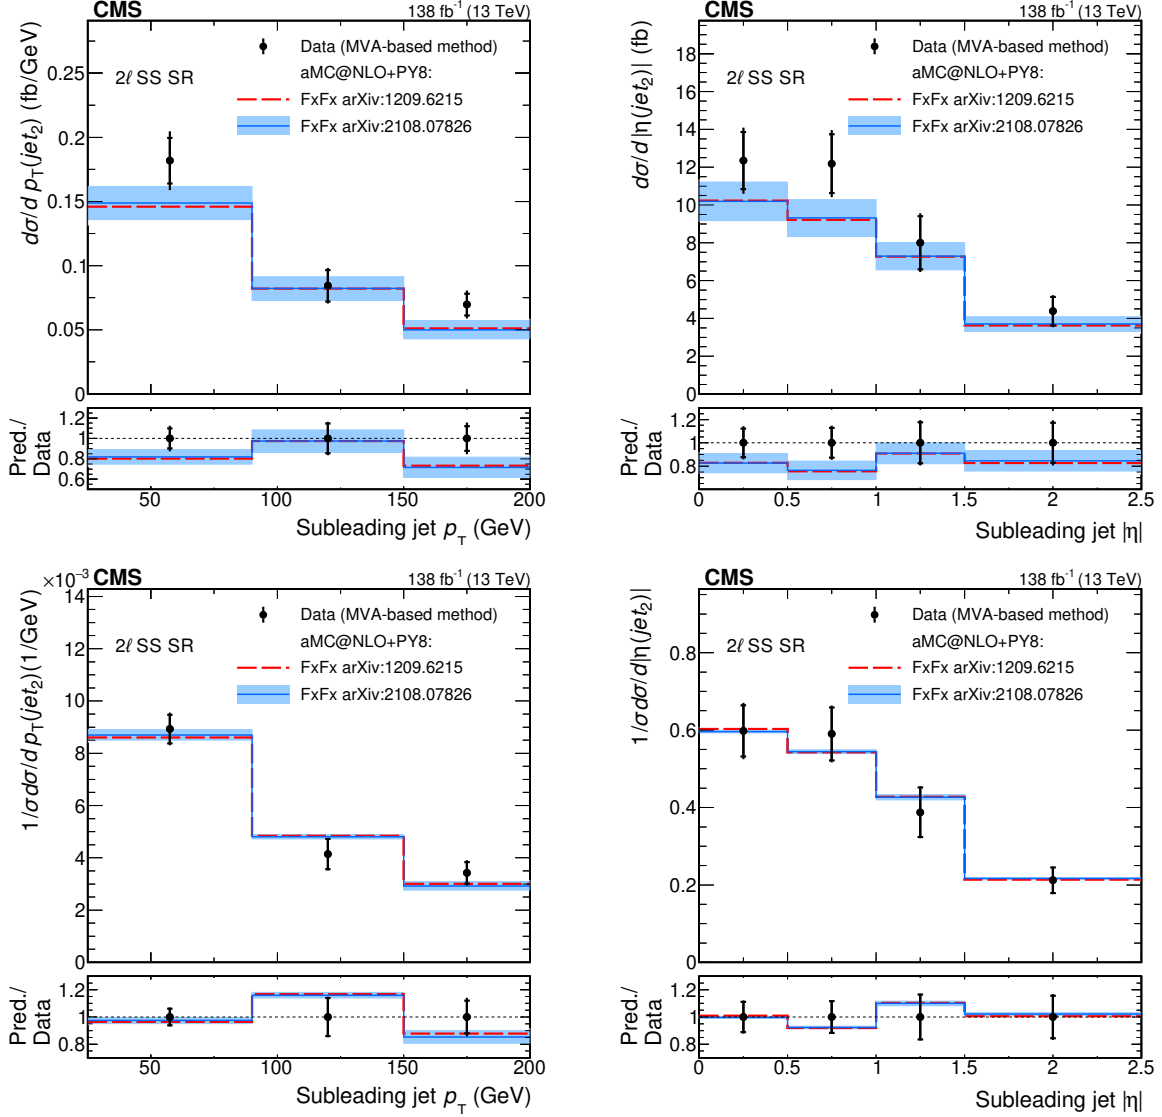 CMS
138 fb⁻¹ (13 TeV)
dσ/d p_T(jet₂) (fb/GeV)
0.25
0.2
0.15
0.1
0.05
0
2ℓ SS SR
Data (MVA-based method)
aMC@NLO+PY8:
FxFx arXiv:1209.6215
FxFx arXiv:2108.07826
Pred./
Data
1.2
1
0.8
0.6
50 100 150 200
Subleading jet p_T (GeV)
CMS
138 fb⁻¹ (13 TeV)
dσ/d|η(jet₂)| (fb)
18
16
14
12
10
8
6
4
2
0
2ℓ SS SR
Data (MVA-based method)
aMC@NLO+PY8:
FxFx arXiv:1209.6215
FxFx arXiv:2108.07826
Pred./
Data
1.2
1
0.8
0 0.5 1 1.5 2 2.5
Subleading jet |η|
×10⁻³
CMS
138 fb⁻¹ (13 TeV)
1/σdσ/d p_T(jet₂)(1/GeV)
14
12
10
8
6
4
2
0
2ℓ SS SR
Data (MVA-based method)
aMC@NLO+PY8:
FxFx arXiv:1209.6215
FxFx arXiv:2108.07826
Pred./
Data
1.2
1
0.8
50 100 150 200
Subleading jet p_T (GeV)
CMS
138 fb⁻¹ (13 TeV)
1/σdσ/d|η(jet₂)|
0.8
0.6
0.4
0.2
0
2ℓ SS SR
Data (MVA-based method)
aMC@NLO+PY8:
FxFx arXiv:1209.6215
FxFx arXiv:2108.07826
Pred./
Data
1.2
1
0.8
0 0.5 1 1.5 2 2.5
Subleading jet |η|